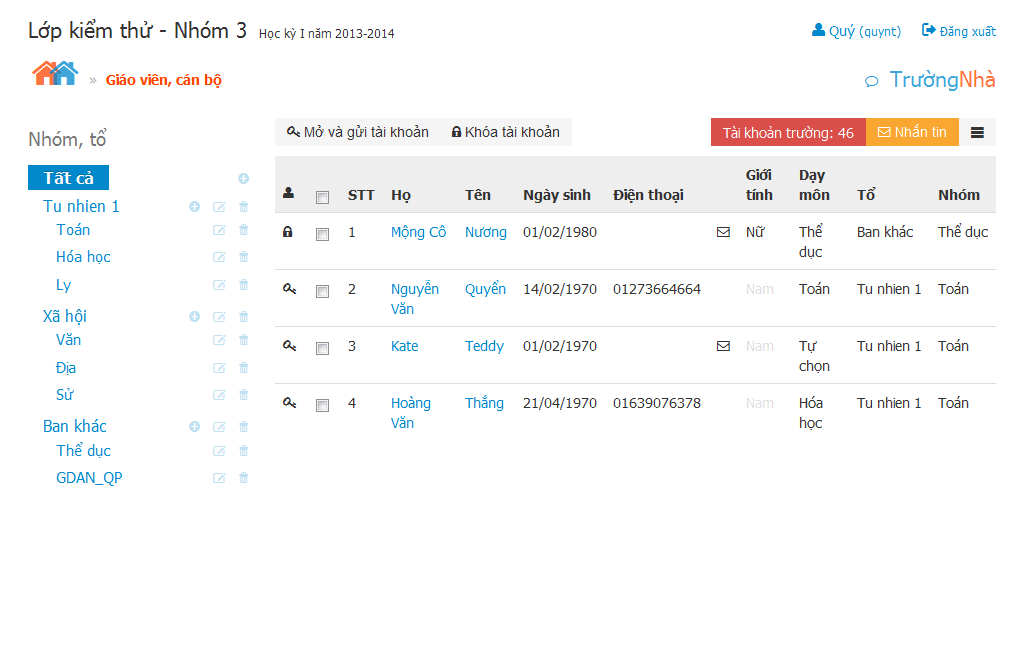 Lớp kiểm thử - Nhóm 3 Học kỳ I năm 2013-2014
Quý (quynt) Đăng xuất
» Giáo viên, cán bộ
TrườngNhà
Nhóm, tổ
Tất cả
Tu nhien 1
Toán
Hóa học
Ly
Xã hội
Văn
Địa
Sử
Ban khác
Thể dục
GDAN_QP
Mở và gửi tài khoản Khóa tài khoản
Tài khoản trường: 46 Nhắn tin
STT Họ Tên Ngày sinh Điện thoại Giới tính Dạy môn Tổ Nhóm
1 Mộng Cô Nương 01/02/1980 Nữ Thể dục Ban khác Thể dục
2 Nguyễn Văn Quyển 14/02/1970 01273664664 Nam Toán Tu nhien 1 Toán
3 Kate Teddy 01/02/1970 Nam Tự chọn Tu nhien 1 Toán
4 Hoàng Văn Thắng 21/04/1970 01639076378 Nam Hóa học Tu nhien 1 Toán